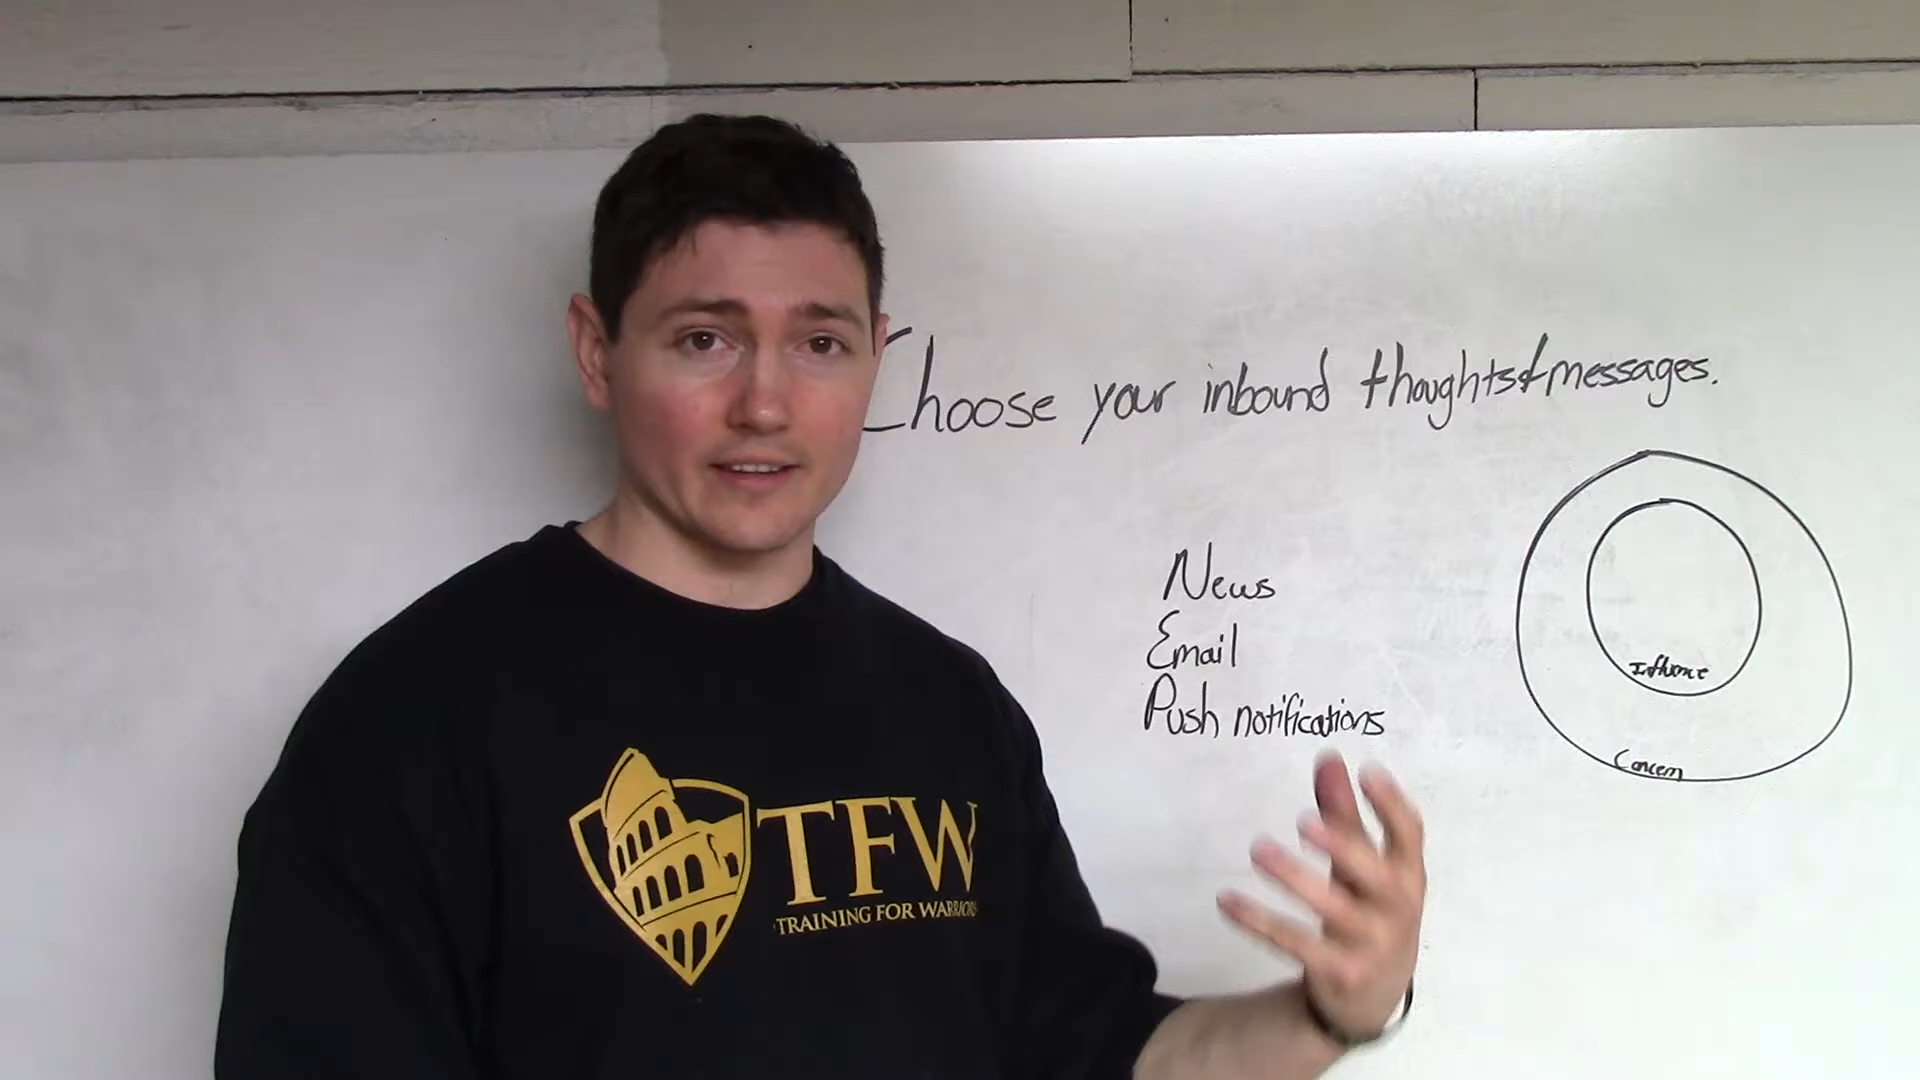 Choose your inbound thoughts & messages.
News
Email
Push notifications
Influence
Concern
TFW
TRAINING FOR WARRIORS